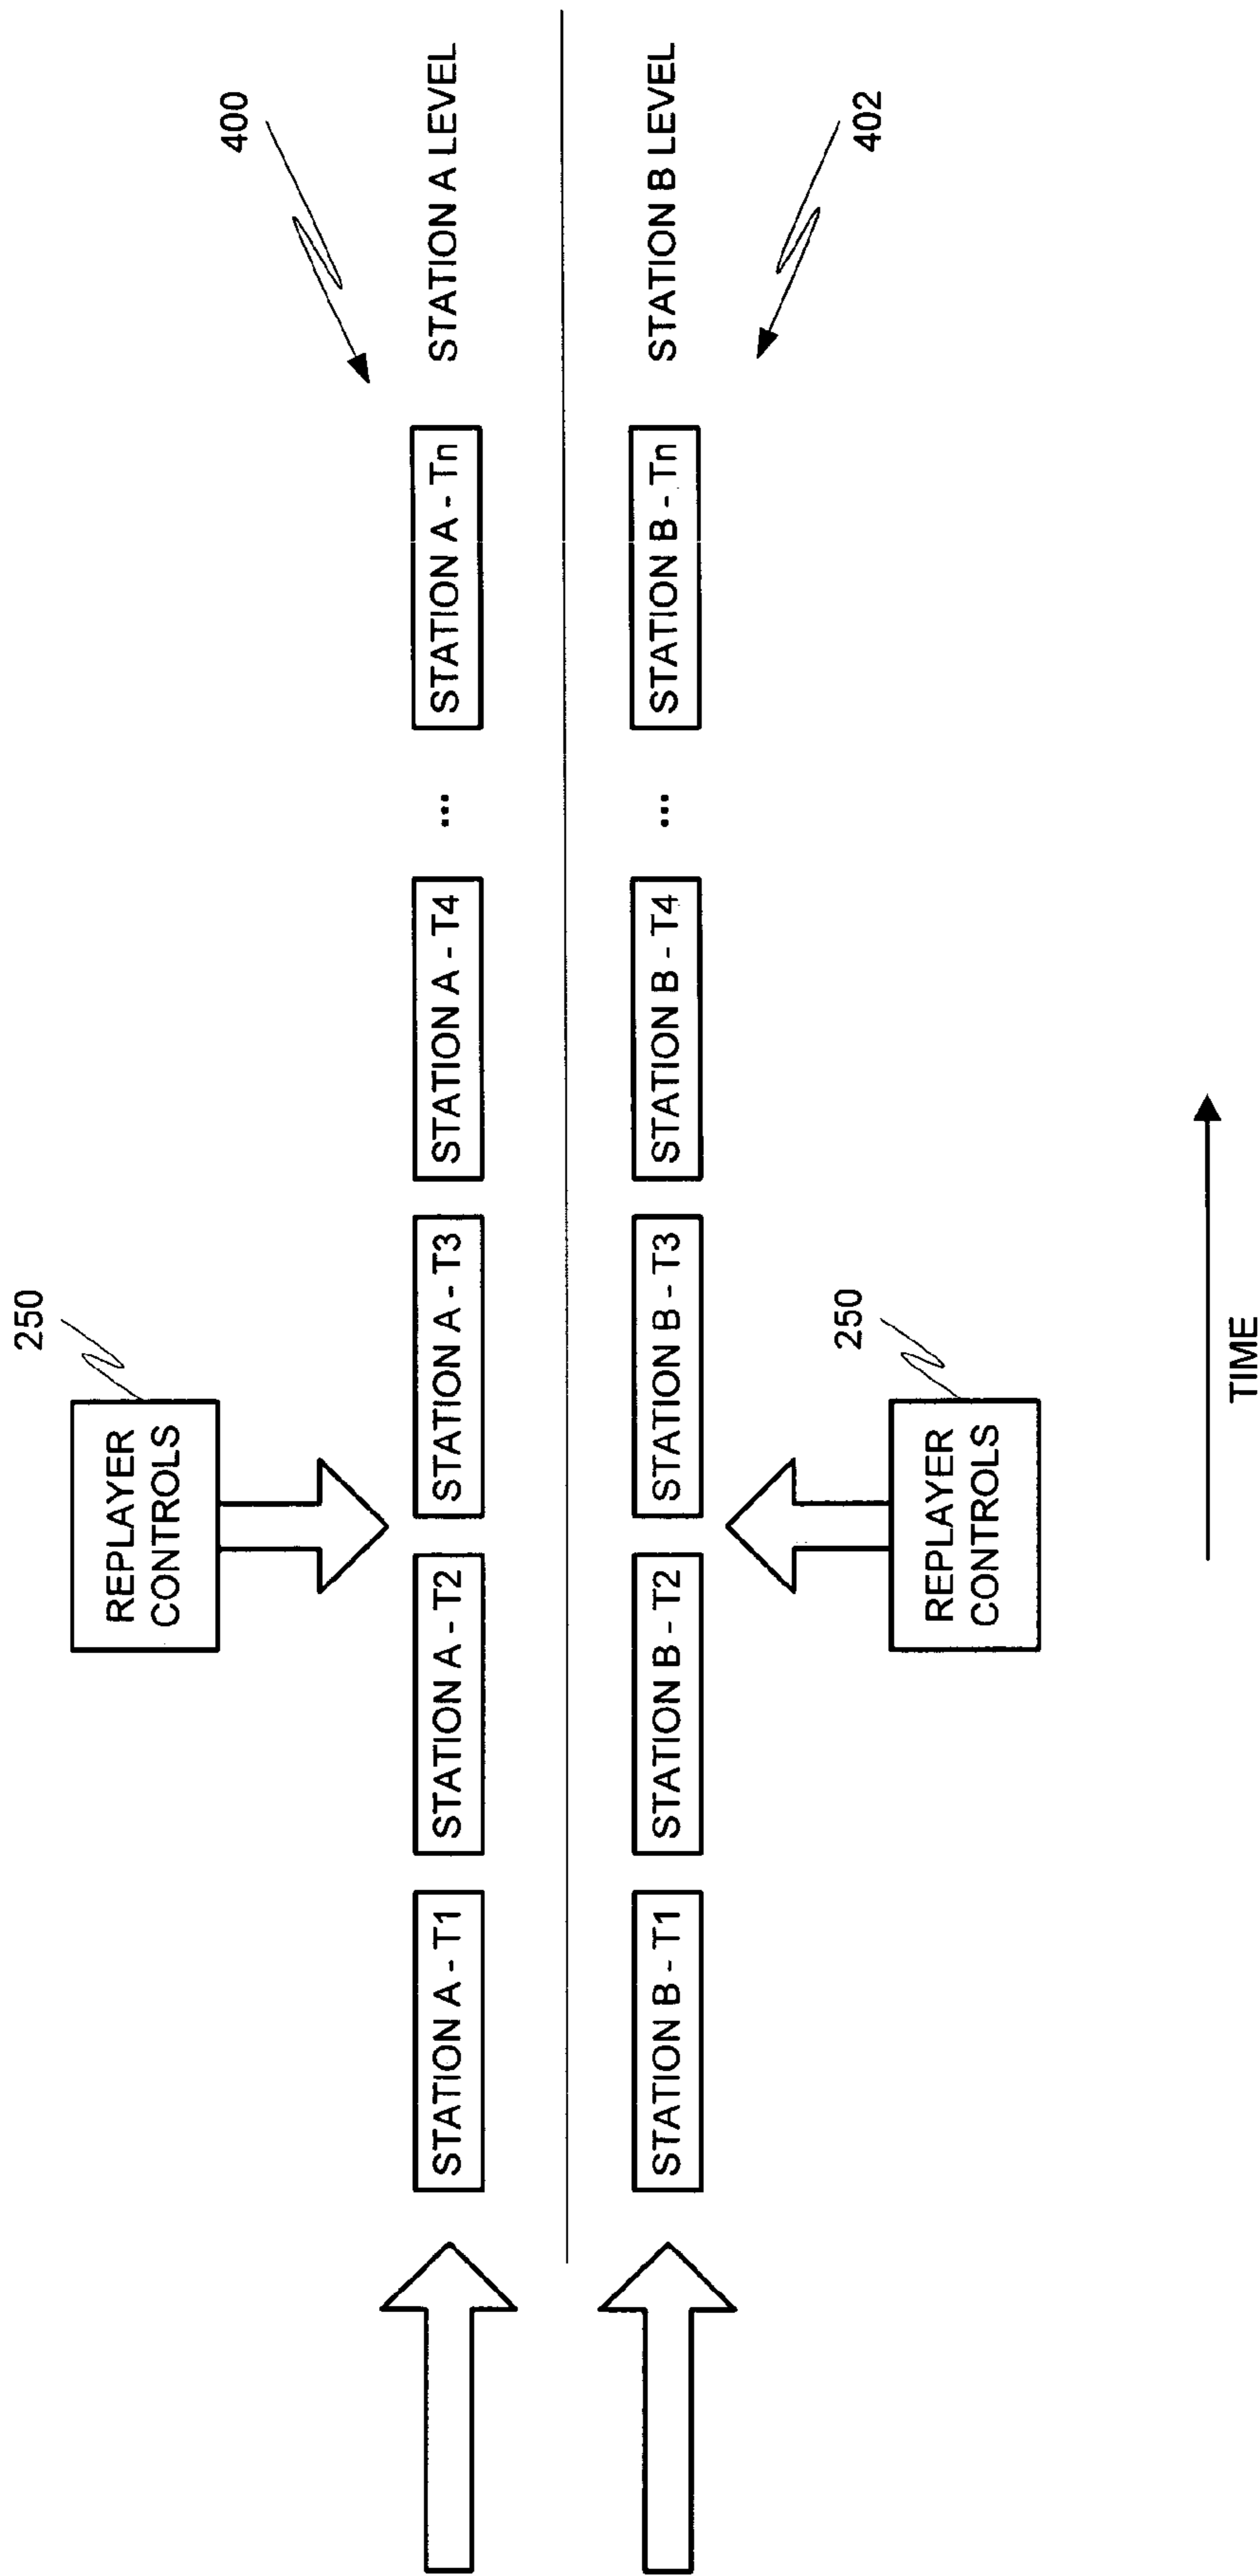 250
REPLAYER
CONTROLS
400
STATION A - T1
STATION A - T2
STATION A - T3
STATION A - T4
...
STATION A - Tn
STATION A LEVEL
STATION B - T1
STATION B - T2
STATION B - T3
STATION B - T4
...
STATION B - Tn
STATION B LEVEL
402
250
REPLAYER
CONTROLS
TIME